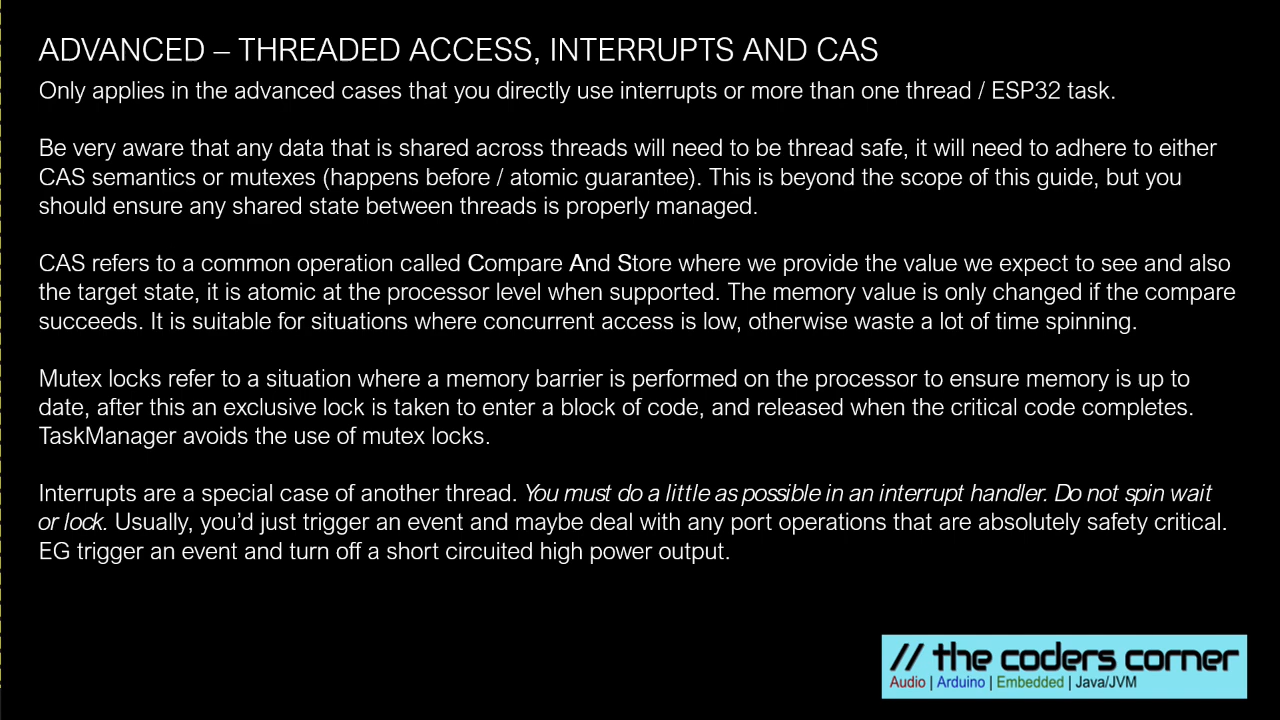 ADVANCED – THREADED ACCESS, INTERRUPTS AND CAS
Only applies in the advanced cases that you directly use interrupts or more than one thread / ESP32 task.
Be very aware that any data that is shared across threads will need to be thread safe, it will need to adhere to either
CAS semantics or mutexes (happens before / atomic guarantee). This is beyond the scope of this guide, but you
should ensure any shared state between threads is properly managed.
CAS refers to a common operation called Compare And Store where we provide the value we expect to see and also
the target state, it is atomic at the processor level when supported. The memory value is only changed if the compare
succeeds. It is suitable for situations where concurrent access is low, otherwise waste a lot of time spinning.
Mutex locks refer to a situation where a memory barrier is performed on the processor to ensure memory is up to
date, after this an exclusive lock is taken to enter a block of code, and released when the critical code completes.
TaskManager avoids the use of mutex locks.
Interrupts are a special case of another thread. You must do a little as possible in an interrupt handler. Do not spin wait
or lock. Usually, you’d just trigger an event and maybe deal with any port operations that are absolutely safety critical.
EG trigger an event and turn off a short circuited high power output.
// the coders corner
Audio | Arduino | Embedded | Java/JVM